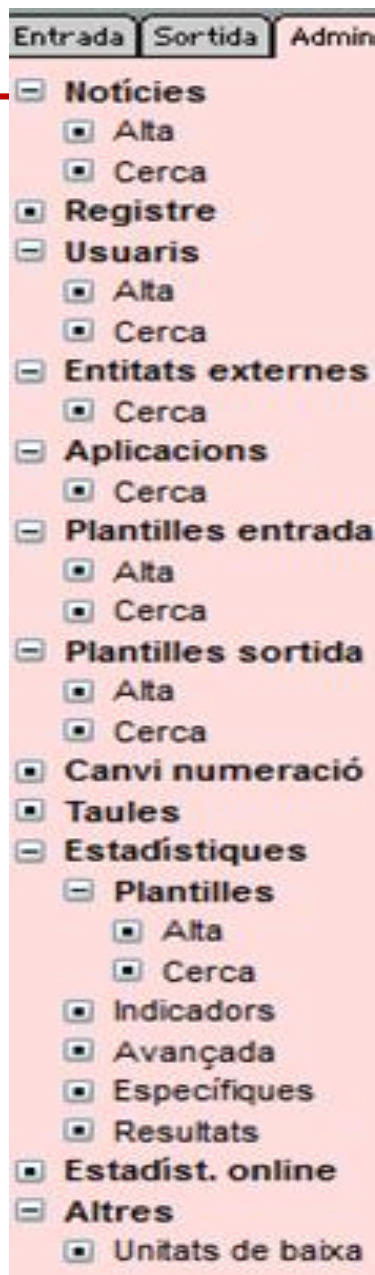 Entrada Sortida Admin
Notícies
Alta
Cerca
Registre
Usuaris
Alta
Cerca
Entitats externes
Cerca
Aplicacions
Cerca
Plantilles entrada
Alta
Cerca
Plantilles sortida
Alta
Cerca
Canvi numeració
Taules
Estadístiques
Plantilles
Alta
Cerca
Indicadors
Avançada
Específiques
Resultats
Estadíst. online
Altres
Unitats de baixa